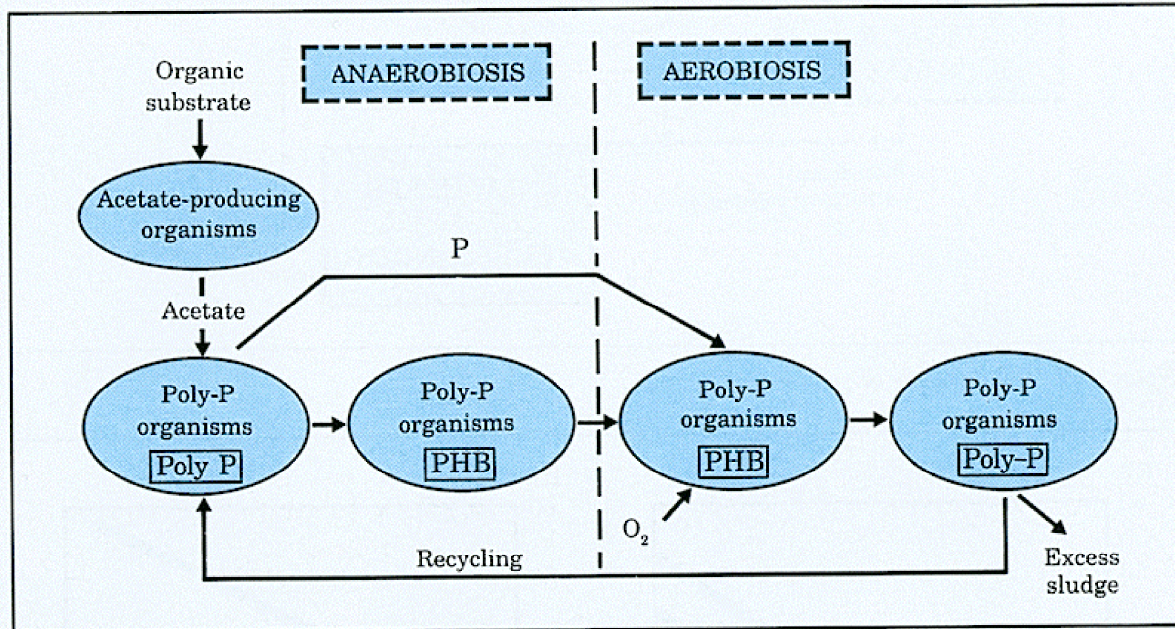 ANAEROBIOSIS
AEROBIOSIS
Organic
substrate
Acetate-producing
organisms
P
Acetate
Poly-P
organisms
Poly P
Poly-P
organisms
PHB
Poly-P
organisms
PHB
Poly-P
organisms
Poly–P
O₂
Recycling
Excess
sludge